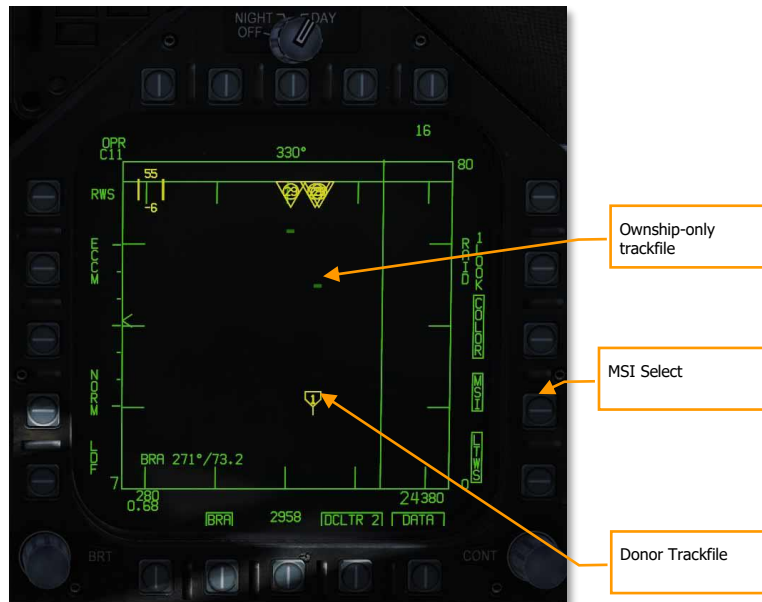 NIGHT DAY
OFF
16
OPR
C11
330°
80
55
RWS
-6
ECCM
RAID
1LOOK
COLOR
NORM
MSI
1
LDF
LTWS
BRA 271°/73.2
7
0
280
0.68
24380
BRA
2958
DCLTR 2
DATA
BRT
CONT
Ownship-only
trackfile
MSI Select
Donor Trackfile